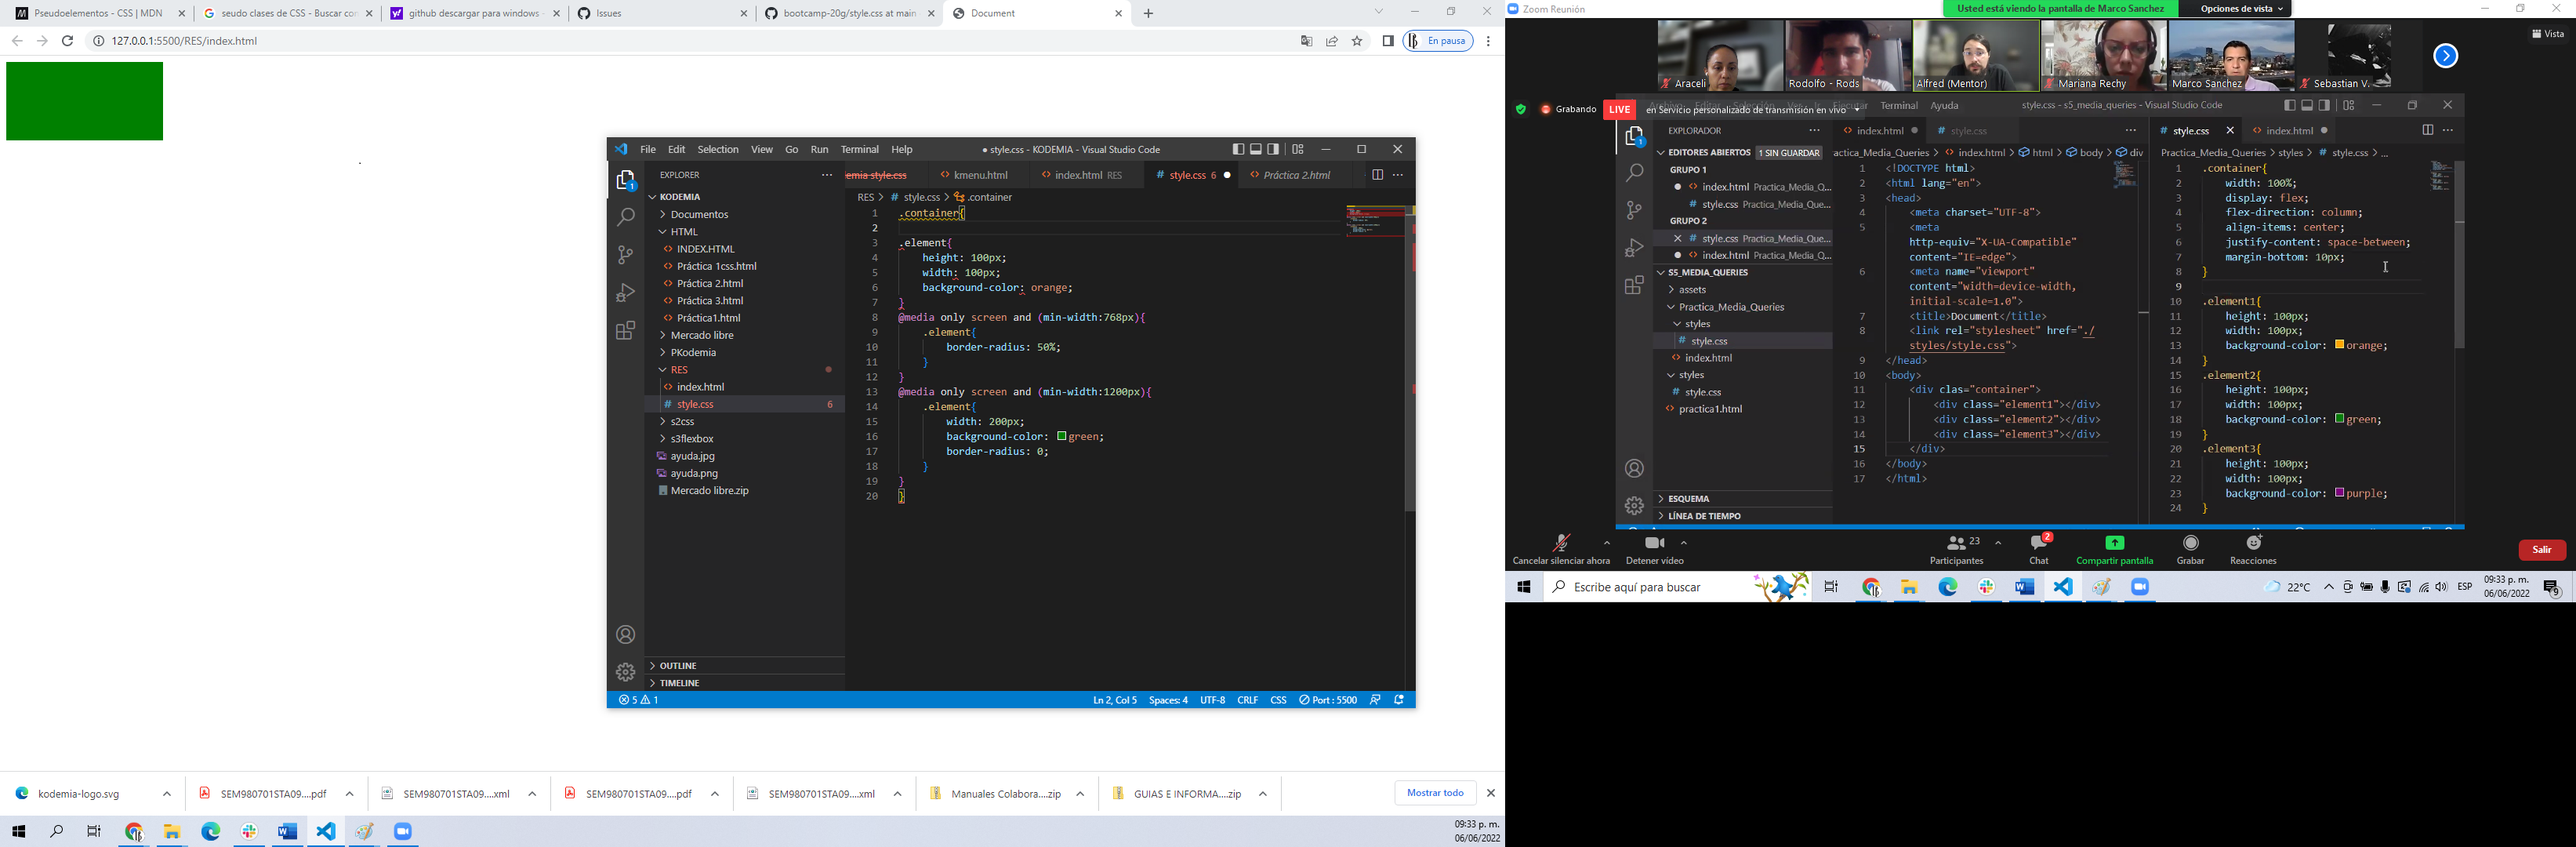 Pseudoelementos - CSS | MDN
seudo clases de CSS - Buscar con
github descargar para windows -
Issues
bootcamp-20g/style.css at main
Document
127.0.0.1:5500/RES/index.html
En pausa
File Edit Selection View Go Run Terminal Help
● style.css - KODEMIA - Visual Studio Code
EXPLORER
KODEMIA
Documentos
HTML
INDEX.HTML
Práctica 1css.html
Práctica 2.html
Práctica 3.html
Práctica1.html
Mercado libre
PKodemia
RES
index.html
style.css 6
s2css
s3flexbox
ayuda.jpg
ayuda.png
Mercado libre.zip
OUTLINE
TIMELINE
emia style.css
kmenu.html
index.html RES
style.css 6
Práctica 2.html
RES > # style.css > .container
1 .container{
2
3 .element{
4 height: 100px;
5 width: 100px;
6 background-color: orange;
7 }
8 @media only screen and (min-width:768px){
9 .element{
10 border-radius: 50%;
11 }
12 }
13 @media only screen and (min-width:1200px){
14 .element{
15 width: 200px;
16 background-color: green;
17 border-radius: 0;
18 }
19 }
20 }
5 1
Ln 2, Col 5 Spaces: 4 UTF-8 CRLF CSS Port : 5500
kodemia-logo.svg
SEM980701STA09....pdf
SEM980701STA09....xml
SEM980701STA09....pdf
SEM980701STA09....xml
Manuales Colabora....zip
GUIAS E INFORMA....zip
Mostrar todo
09:33 p. m.
06/06/2022
Zoom Reunión
Usted está viendo la pantalla de Marco Sanchez
Opciones de vista
Vista
Araceli
Rodolfo - Rods
Alfred (Mentor)
Mariana Rechy
Marco Sanchez
Sebastian V.
Grabando
LIVE
en Servicio personalizado de transmisión en vivo
Terminal Ayuda
style.css - s5_media_queries - Visual Studio Code
EXPLORADOR
EDITORES ABIERTOS 1 SIN GUARDAR
GRUPO 1
index.html Practica_Media_Q...
style.css Practica_Media_Que...
GRUPO 2
style.css Practica_Media_Que...
index.html Practica_Media_Q...
S5_MEDIA_QUERIES
assets
Practica_Media_Queries
styles
style.css
index.html
styles
style.css
practica1.html
ESQUEMA
LÍNEA DE TIEMPO
index.html
style.css
actica_Media_Queries > index.html > html > body > div
1 <!DOCTYPE html>
2 <html lang="en">
3 <head>
4 <meta charset="UTF-8">
5 <meta
http-equiv="X-UA-Compatible"
content="IE=edge">
6 <meta name="viewport"
content="width=device-width,
initial-scale=1.0">
7 <title>Document</title>
8 <link rel="stylesheet" href="./
styles/style.css">
9 </head>
10 <body>
11 <div clas="container">
12 <div class="element1"></div>
13 <div class="element2"></div>
14 <div class="element3"></div>
15 </div>
16 </body>
17 </html>
style.css
index.html
Practica_Media_Queries > styles > # style.css > ...
1 .container{
2 width: 100%;
3 display: flex;
4 flex-direction: column;
5 align-items: center;
6 justify-content: space-between;
7 margin-bottom: 10px;
8 }
9
10 .element1{
11 height: 100px;
12 width: 100px;
13 background-color: orange;
14 }
15 .element2{
16 height: 100px;
17 width: 100px;
18 background-color: green;
19 }
20 .element3{
21 height: 100px;
22 width: 100px;
23 background-color: purple;
24 }
Cancelar silenciar ahora
Detener video
23
Participantes
2
Chat
Compartir pantalla
Grabar
Reacciones
Salir
Escribe aquí para buscar
22°C
ESP
09:33 p. m.
06/06/2022
9